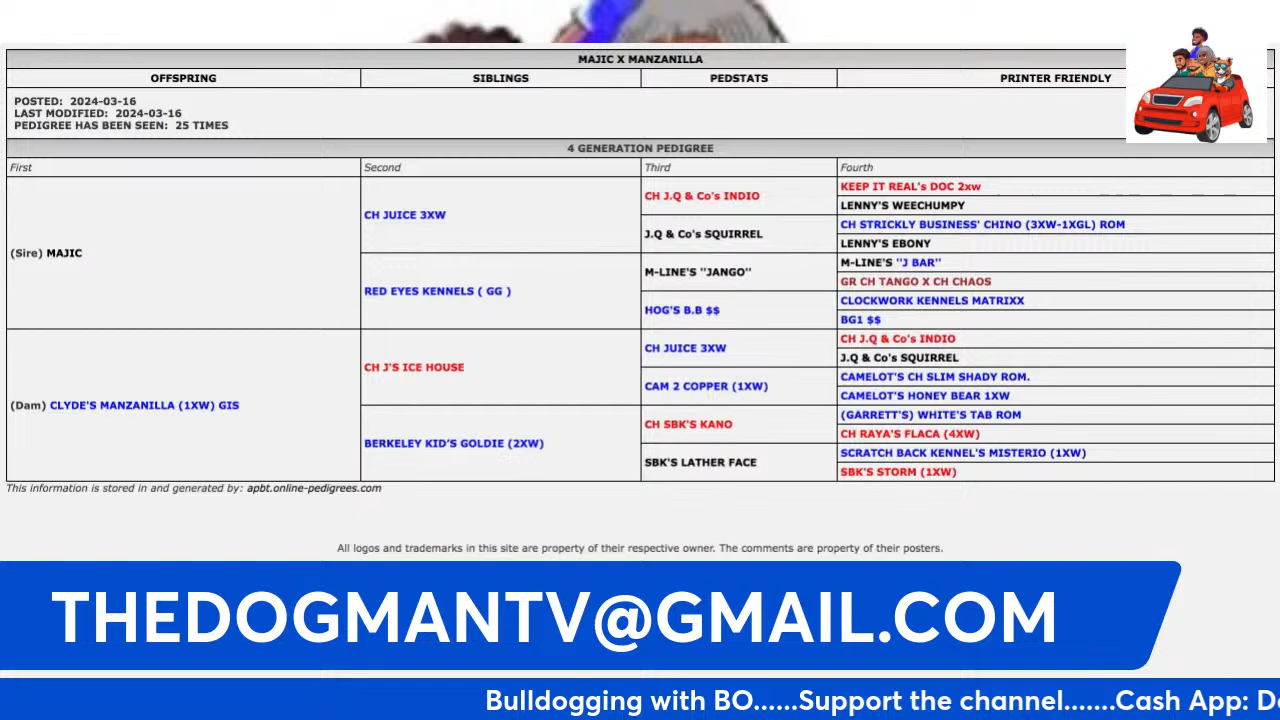 MAJIC X MANZANILLA
OFFSPRING SIBLINGS PEDSTATS PRINTER FRIENDLY
POSTED: 2024-03-16
LAST MODIFIED: 2024-03-16
PEDIGREE HAS BEEN SEEN: 25 TIMES
4 GENERATION PEDIGREE
First Second Third Fourth
(Sire) MAJIC
CH JUICE 3XW
CH J.Q & Co's INDIO
KEEP IT REAL's DOC 2xw
LENNY'S WEECHUMPY
J.Q & Co's SQUIRREL
CH STRICKLY BUSINESS' CHINO (3XW-1XGL) ROM
LENNY'S EBONY
RED EYES KENNELS ( GG )
M-LINE'S "JANGO"
M-LINE'S "J BAR"
GR CH TANGO X CH CHAOS
HOG'S B.B $$
CLOCKWORK KENNELS MATRIXX
BG1 $$
(Dam) CLYDE'S MANZANILLA (1XW) GIS
CH J'S ICE HOUSE
CH JUICE 3XW
CH J.Q & Co's INDIO
J.Q & Co's SQUIRREL
CAM 2 COPPER (1XW)
CAMELOT'S CH SLIM SHADY ROM.
CAMELOT'S HONEY BEAR 1XW
BERKELEY KID'S GOLDIE (2XW)
CH SBK'S KANO
(GARRETT'S) WHITE'S TAB ROM
CH RAYA'S FLACA (4XW)
SBK'S LATHER FACE
SCRATCH BACK KENNEL'S MISTERIO (1XW)
SBK'S STORM (1XW)
This information is stored in and generated by: apbt.online-pedigrees.com
All logos and trademarks in this site are property of their respective owner. The comments are property of their posters.
THEDOGMANTV@GMAIL.COM
Bulldogging with BO......Support the channel.......Cash App: D